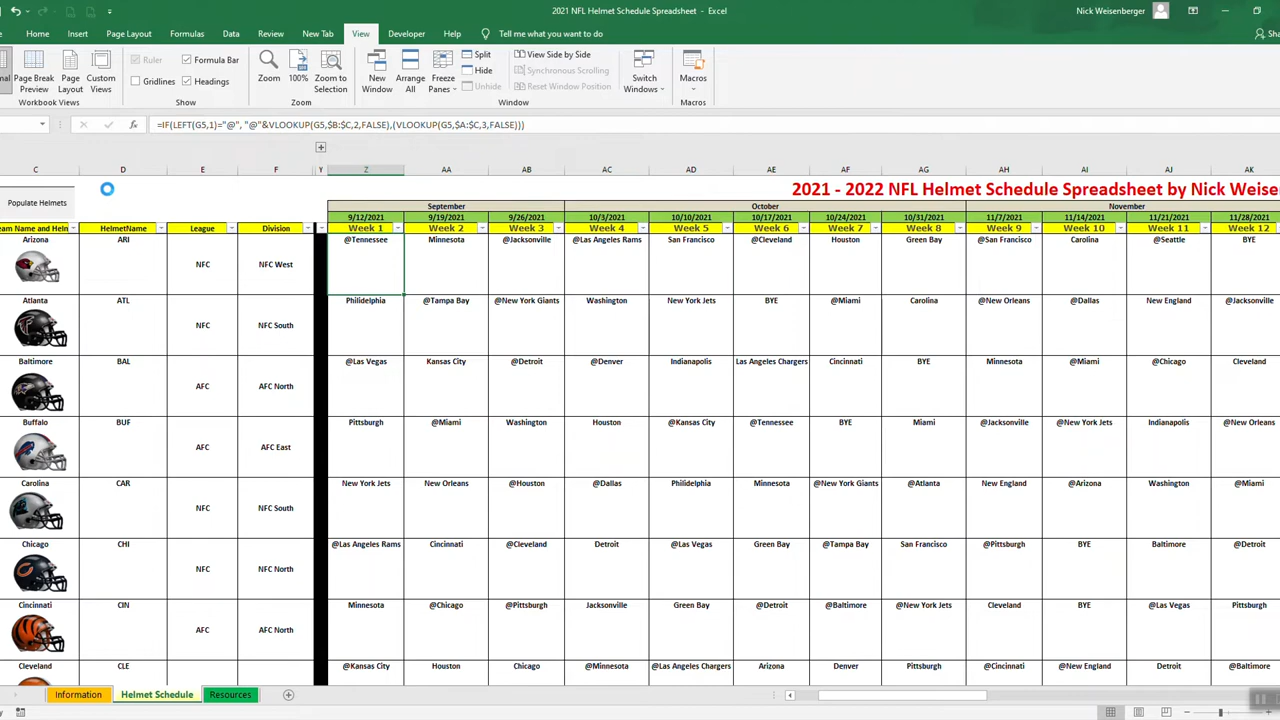 2021 NFL Helmet Schedule Spreadsheet - Excel
Nick Weisenberger
Home Insert Page Layout Formulas Data Review New Tab View Developer Help Tell me what you want to do
Page Break Preview
Page Layout
Custom Views
Workbook Views
Ruler
Formula Bar
Gridlines
Headings
Show
Zoom
100%
Zoom to Selection
Zoom
New Window
Arrange All
Freeze Panes
Split
Hide
Unhide
View Side by Side
Synchronous Scrolling
Reset Window Position
Window
Switch Windows
Macros
Macros
=IF(LEFT(G5,1)="@", "@"&VLOOKUP(G5,$B:$C,2,FALSE),(VLOOKUP(G5,$A:$C,3,FALSE)))
C D E F Y Z AA AB AC AD AE AF AG AH AI AJ AK
Populate Helmets
2021 - 2022 NFL Helmet Schedule Spreadsheet by Nick Weisen
September October November
9/12/2021 9/19/2021 9/26/2021 10/3/2021 10/10/2021 10/17/2021 10/24/2021 10/31/2021 11/7/2021 11/14/2021 11/21/2021 11/28/2021
eam Name and Helm HelmetName League Division Week 1 Week 2 Week 3 Week 4 Week 5 Week 6 Week 7 Week 8 Week 9 Week 10 Week 11 Week 12
Arizona ARI NFC NFC West @Tennessee Minnesota @Jacksonville @Los Angeles Rams San Francisco @Cleveland Houston Green Bay @San Francisco Carolina @Seattle BYE
Atlanta ATL NFC NFC South Philidelphia @Tampa Bay @New York Giants Washington New York Jets BYE @Miami Carolina @New Orleans @Dallas New England @Jacksonville
Baltimore BAL AFC AFC North @Las Vegas Kansas City @Detroit @Denver Indianapolis Los Angeles Chargers Cincinnati BYE Minnesota @Miami @Chicago Cleveland
Buffalo BUF AFC AFC East Pittsburgh @Miami Washington Houston @Kansas City @Tennessee BYE Miami @Jacksonville @New York Jets Indianapolis @New Orleans
Carolina CAR NFC NFC South New York Jets New Orleans @Houston @Dallas Philidelphia Minnesota @New York Giants @Atlanta New England @Arizona Washington @Miami
Chicago CHI NFC NFC North @Los Angeles Rams Cincinnati @Cleveland Detroit @Las Vegas Green Bay @Tampa Bay San Francisco @Pittsburgh BYE Baltimore @Detroit
Cincinnati CIN AFC AFC North Minnesota @Chicago @Pittsburgh Jacksonville Green Bay @Detroit @Baltimore @New York Jets Cleveland BYE @Las Vegas Pittsburgh
Cleveland CLE @Kansas City Houston Chicago @Minnesota @Los Angeles Chargers Arizona Denver Pittsburgh @Cincinnati @New England Detroit @Baltimore
Information Helmet Schedule Resources